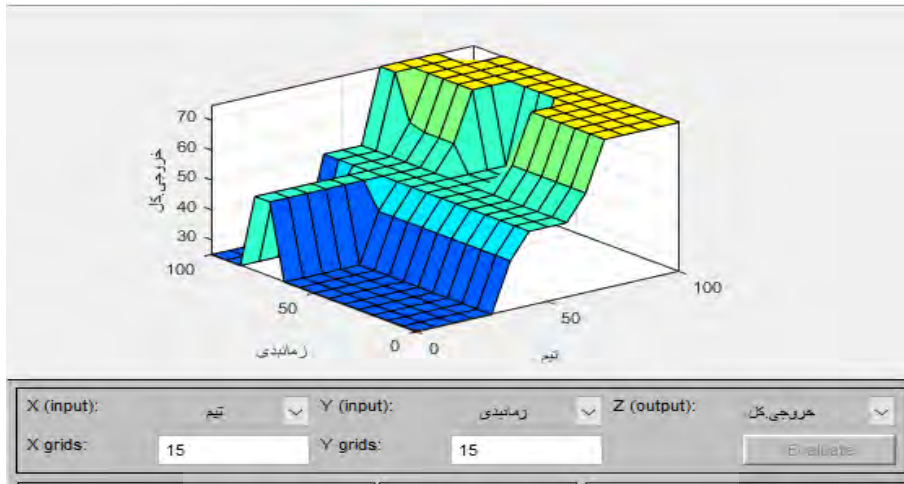 70
60
50
40
30
خروجی.کل
100
50
0
0
50
100
زمانبدی
تیم
X (input): تیم Y (input): زمانبدی Z (output): خروجی.کل
X grids: 15 Y grids: 15 Evaluate